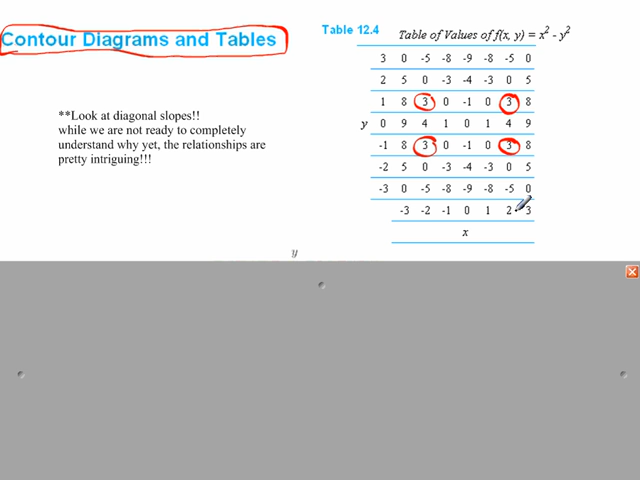 Contour Diagrams and Tables
**Look at diagonal slopes!!
while we are not ready to completely
understand why yet, the relationships are
pretty intriguing!!!
Table 12.4 Table of Values of f(x, y) = x² - y²
3 0 -5 -8 -9 -8 -5 0
2 5 0 -3 -4 -3 0 5
1 8 3 0 -1 0 3 8
y 0 9 4 1 0 1 4 9
-1 8 3 0 -1 0 3 8
-2 5 0 -3 -4 -3 0 5
-3 0 -5 -8 -9 -8 -5 0
-3 -2 -1 0 1 2 3
x
y